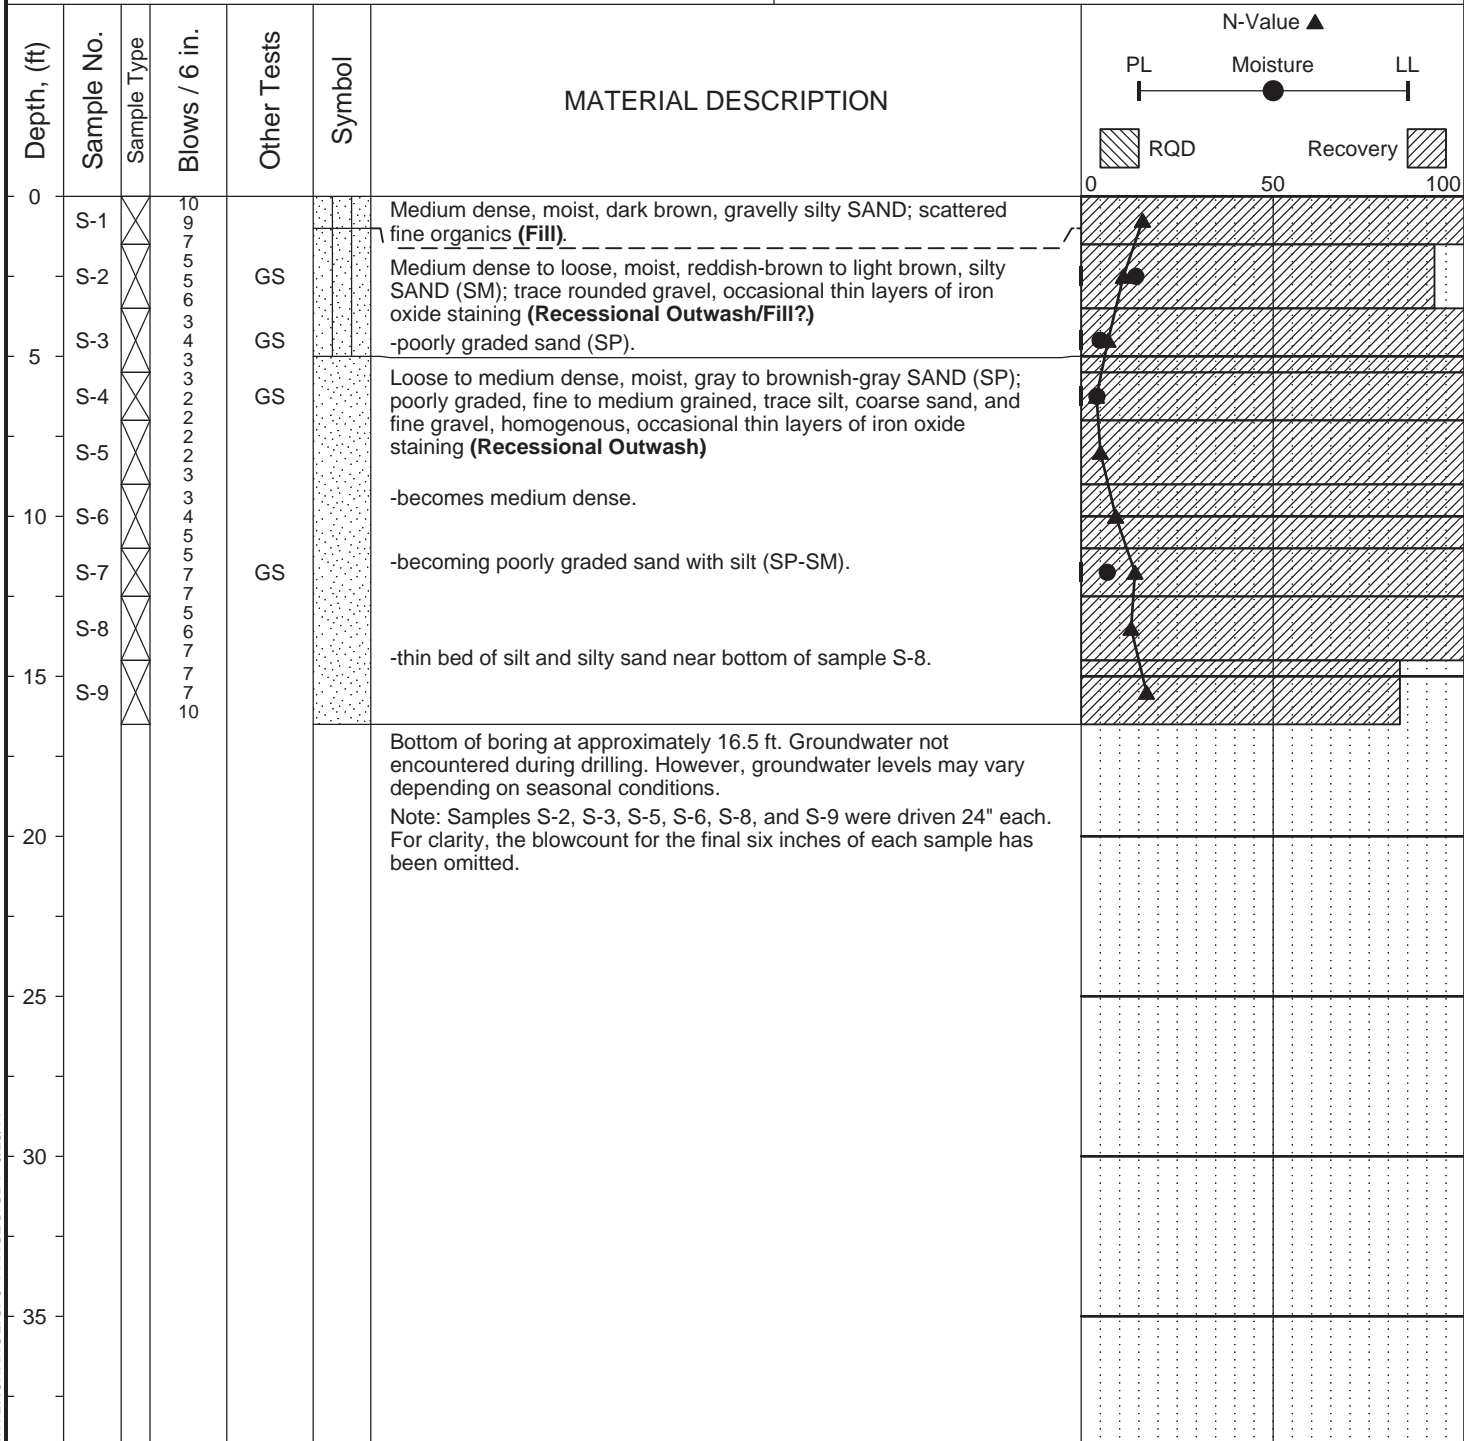 Depth, (ft)
Sample No.
Sample Type
Blows / 6 in.
Other Tests
Symbol
MATERIAL DESCRIPTION
N-Value ▲
PL Moisture LL
RQD Recovery
0 50 100
0
S-1
10
9
7
Medium dense, moist, dark brown, gravelly silty SAND; scattered
fine organics (Fill).
S-2
5
5
6
GS
Medium dense to loose, moist, reddish-brown to light brown, silty
SAND (SM); trace rounded gravel, occasional thin layers of iron
oxide staining (Recessional Outwash/Fill?)
S-3
3
4
3
GS
-poorly graded sand (SP).
5
S-4
3
2
2
GS
Loose to medium dense, moist, gray to brownish-gray SAND (SP);
poorly graded, fine to medium grained, trace silt, coarse sand, and
fine gravel, homogenous, occasional thin layers of iron oxide
staining (Recessional Outwash)
S-5
2
2
3
-becomes medium dense.
10
S-6
3
4
5
S-7
5
7
7
GS
-becoming poorly graded sand with silt (SP-SM).
S-8
5
6
7
-thin bed of silt and silty sand near bottom of sample S-8.
15
S-9
7
7
10
Bottom of boring at approximately 16.5 ft. Groundwater not
encountered during drilling. However, groundwater levels may vary
depending on seasonal conditions.
Note: Samples S-2, S-3, S-5, S-6, S-8, and S-9 were driven 24" each.
For clarity, the blowcount for the final six inches of each sample has
been omitted.
20
25
30
35